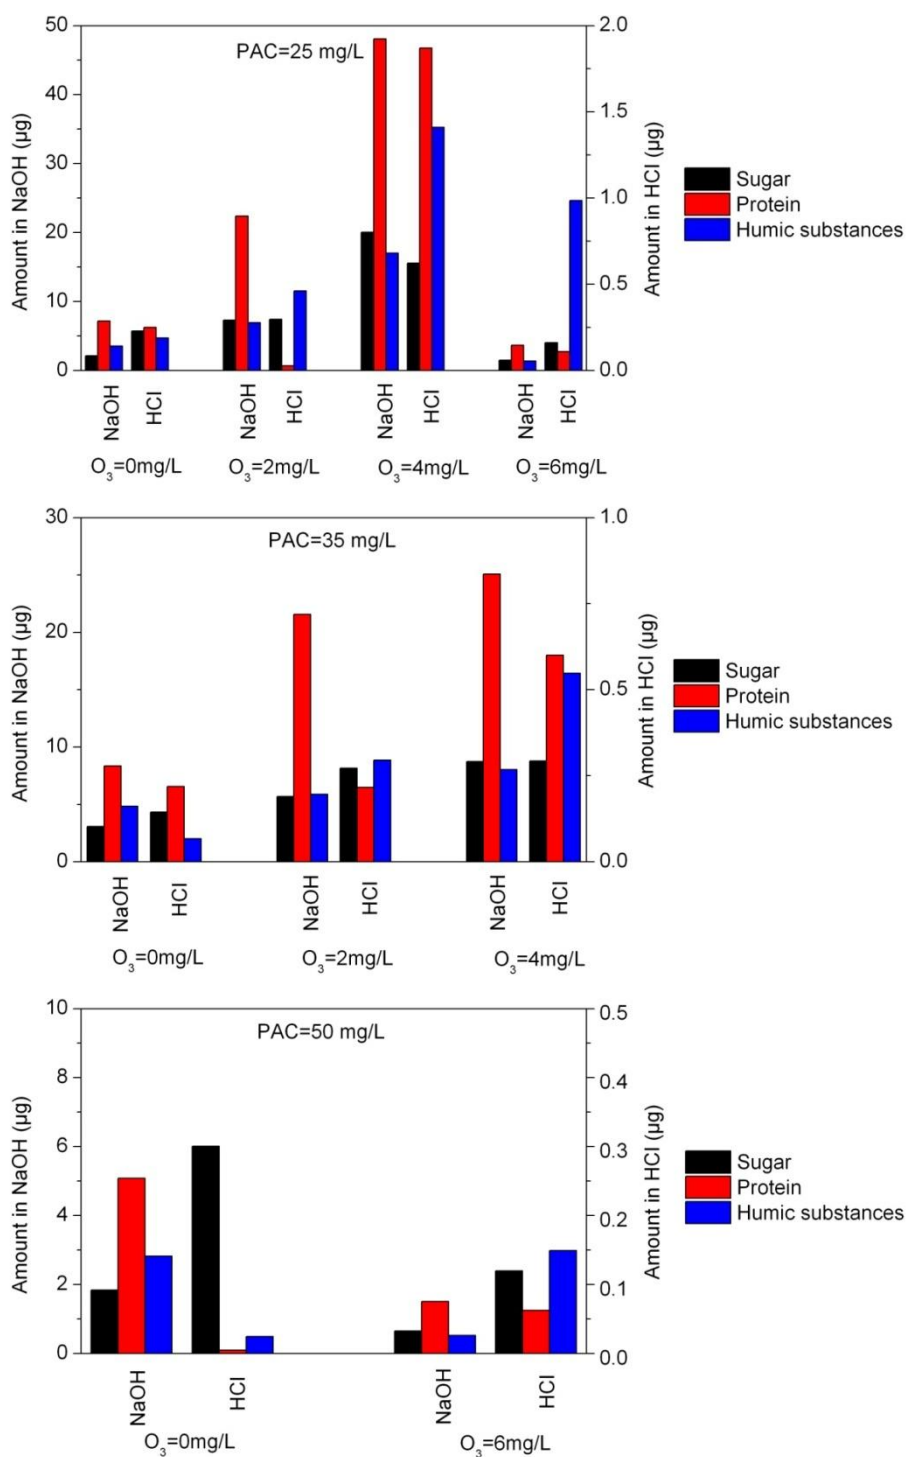 PAC=25 mg/L
Amount in NaOH (µg)
50
40
30
20
10
0
Amount in HCl (µg)
2.0
1.5
1.0
0.5
0.0
Sugar
Protein
Humic substances
NaOH
HCl
NaOH
HCl
NaOH
HCl
NaOH
HCl
O₃=0mg/L
O₃=2mg/L
O₃=4mg/L
O₃=6mg/L
PAC=35 mg/L
Amount in NaOH (µg)
30
20
10
0
Amount in HCl (µg)
1.0
0.5
0.0
Sugar
Protein
Humic substances
NaOH
HCl
NaOH
HCl
NaOH
HCl
O₃=0mg/L
O₃=2mg/L
O₃=4mg/L
PAC=50 mg/L
Amount in NaOH (µg)
10
8
6
4
2
0
Amount in HCl (µg)
0.5
0.4
0.3
0.2
0.1
0.0
Sugar
Protein
Humic substances
NaOH
HCl
NaOH
HCl
O₃=0mg/L
O₃=6mg/L